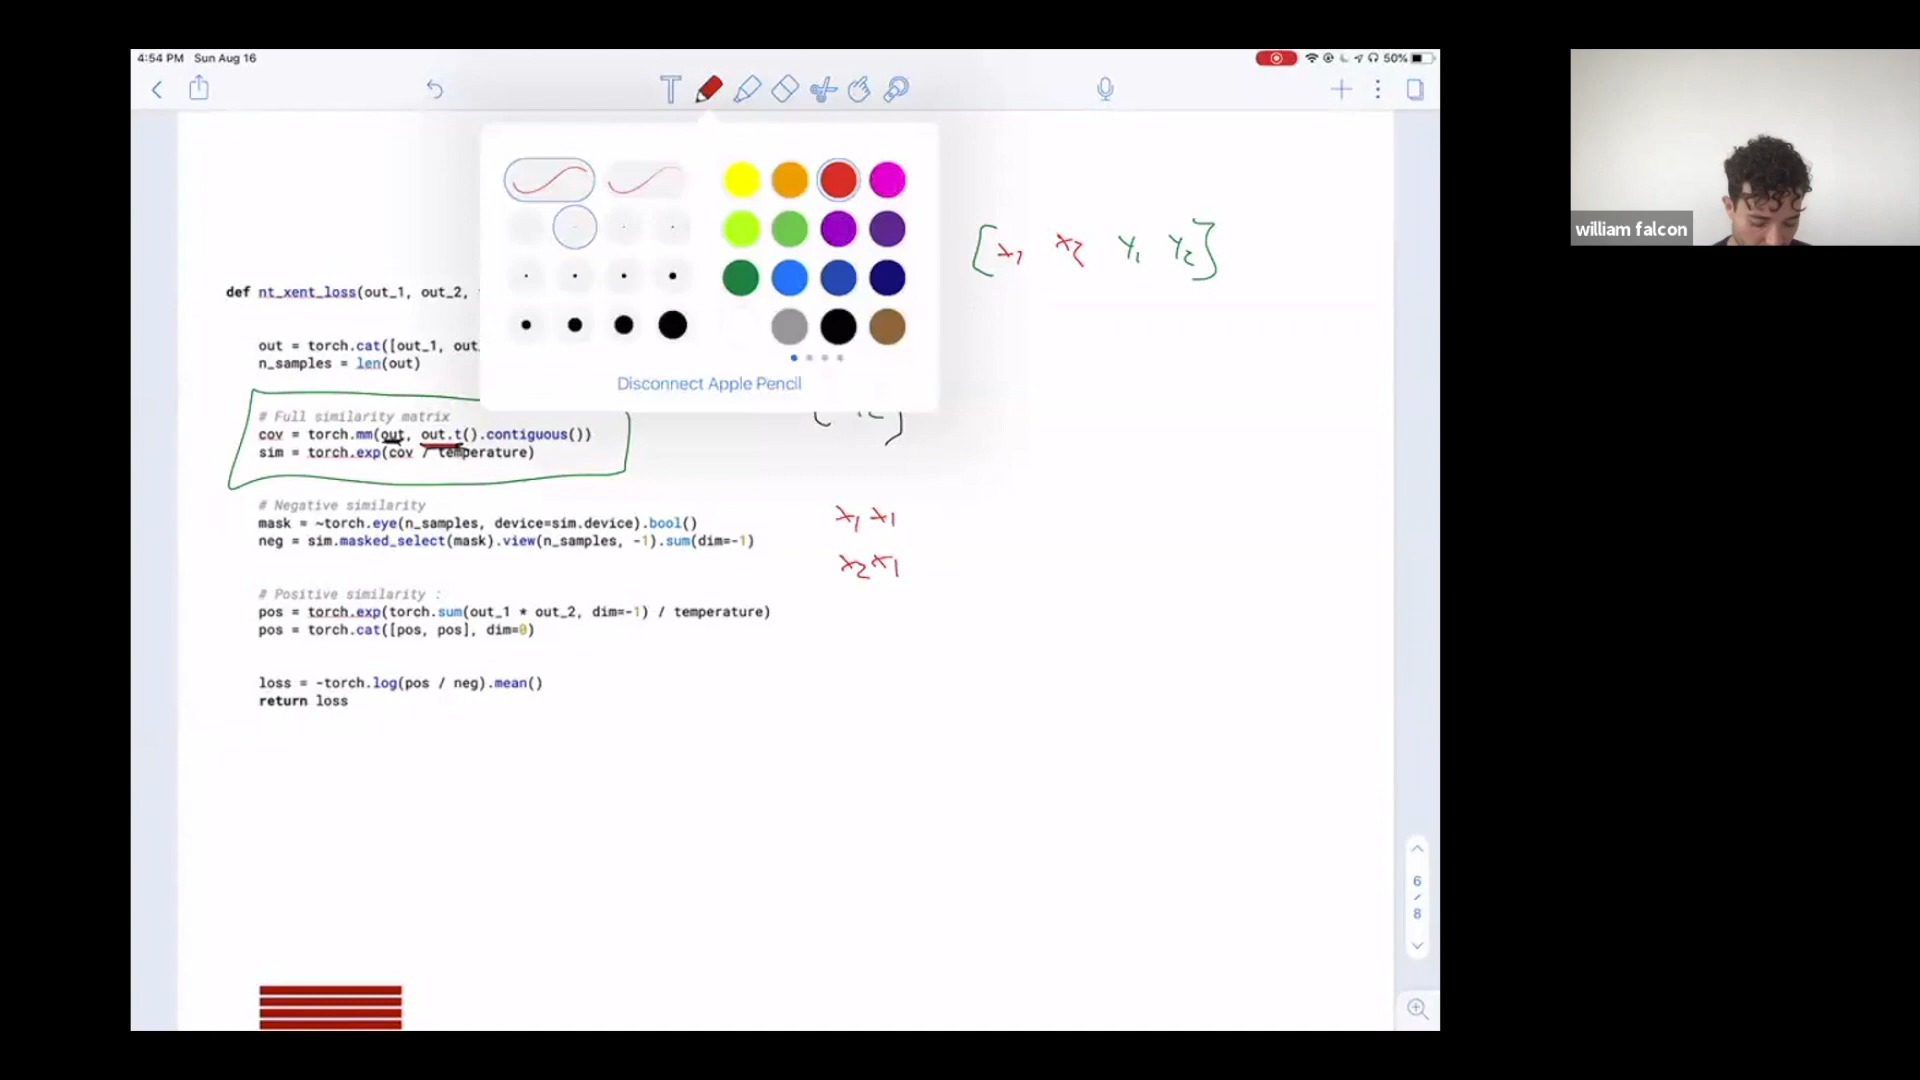 4:54 PM Sun Aug 16
50%
T
Disconnect Apple Pencil
def nt_xent_loss(out_1, out_2,
out = torch.cat([out_1, out
n_samples = len(out)
# Full similarity matrix
cov = torch.mm(out, out.t().contiguous())
sim = torch.exp(cov / temperature)
# Negative similarity
mask = ~torch.eye(n_samples, device=sim.device).bool()
neg = sim.masked_select(mask).view(n_samples, -1).sum(dim=-1)
# Positive similarity :
pos = torch.exp(torch.sum(out_1 * out_2, dim=-1) / temperature)
pos = torch.cat([pos, pos], dim=0)
loss = -torch.log(pos / neg).mean()
return loss
[x1 x2 y1 y2]
x1 x1
x2 x1
6
/
8
william falcon